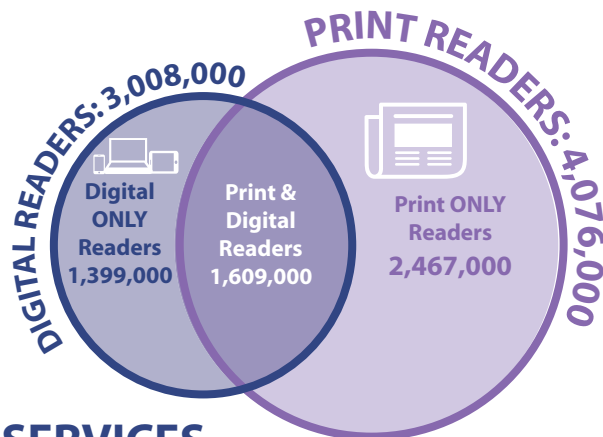 DIGITAL READERS: 3,008,000
PRINT READERS: 4,076,000
Digital
ONLY
Readers
1,399,000
Print &
Digital
Readers
1,609,000
Print ONLY
Readers
2,467,000
SERVICES